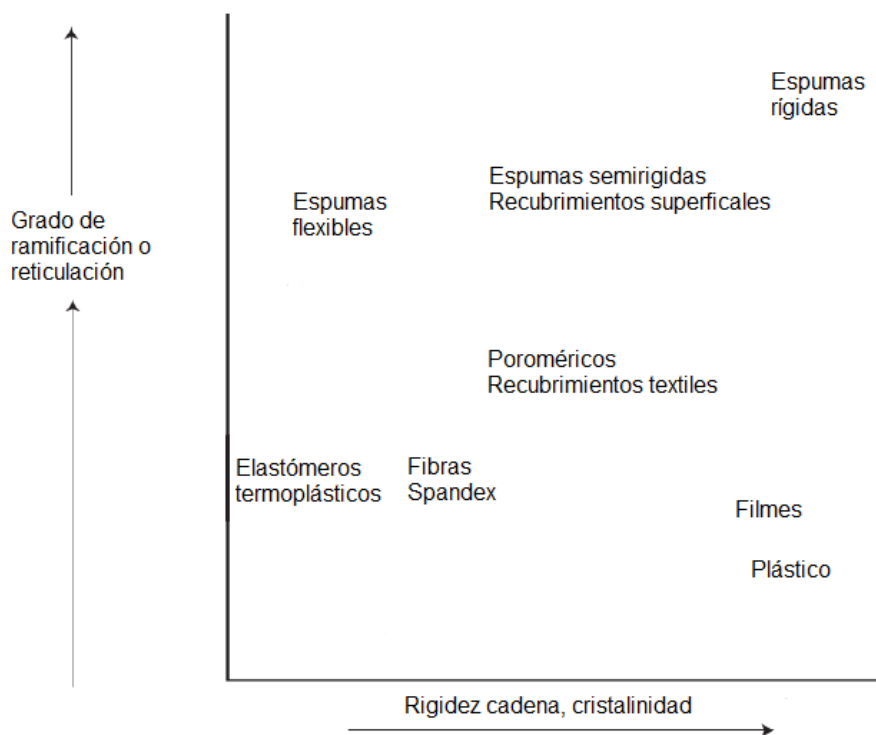 Espumas
rígidas
Espumas semirigidas
Recubrimientos superficales
Espumas
flexibles
Grado de
ramificación o
reticulación
Poroméricos
Recubrimientos textiles
Elastómeros
termoplásticos
Fibras
Spandex
Filmes
Plástico
Rigidez cadena, cristalinidad